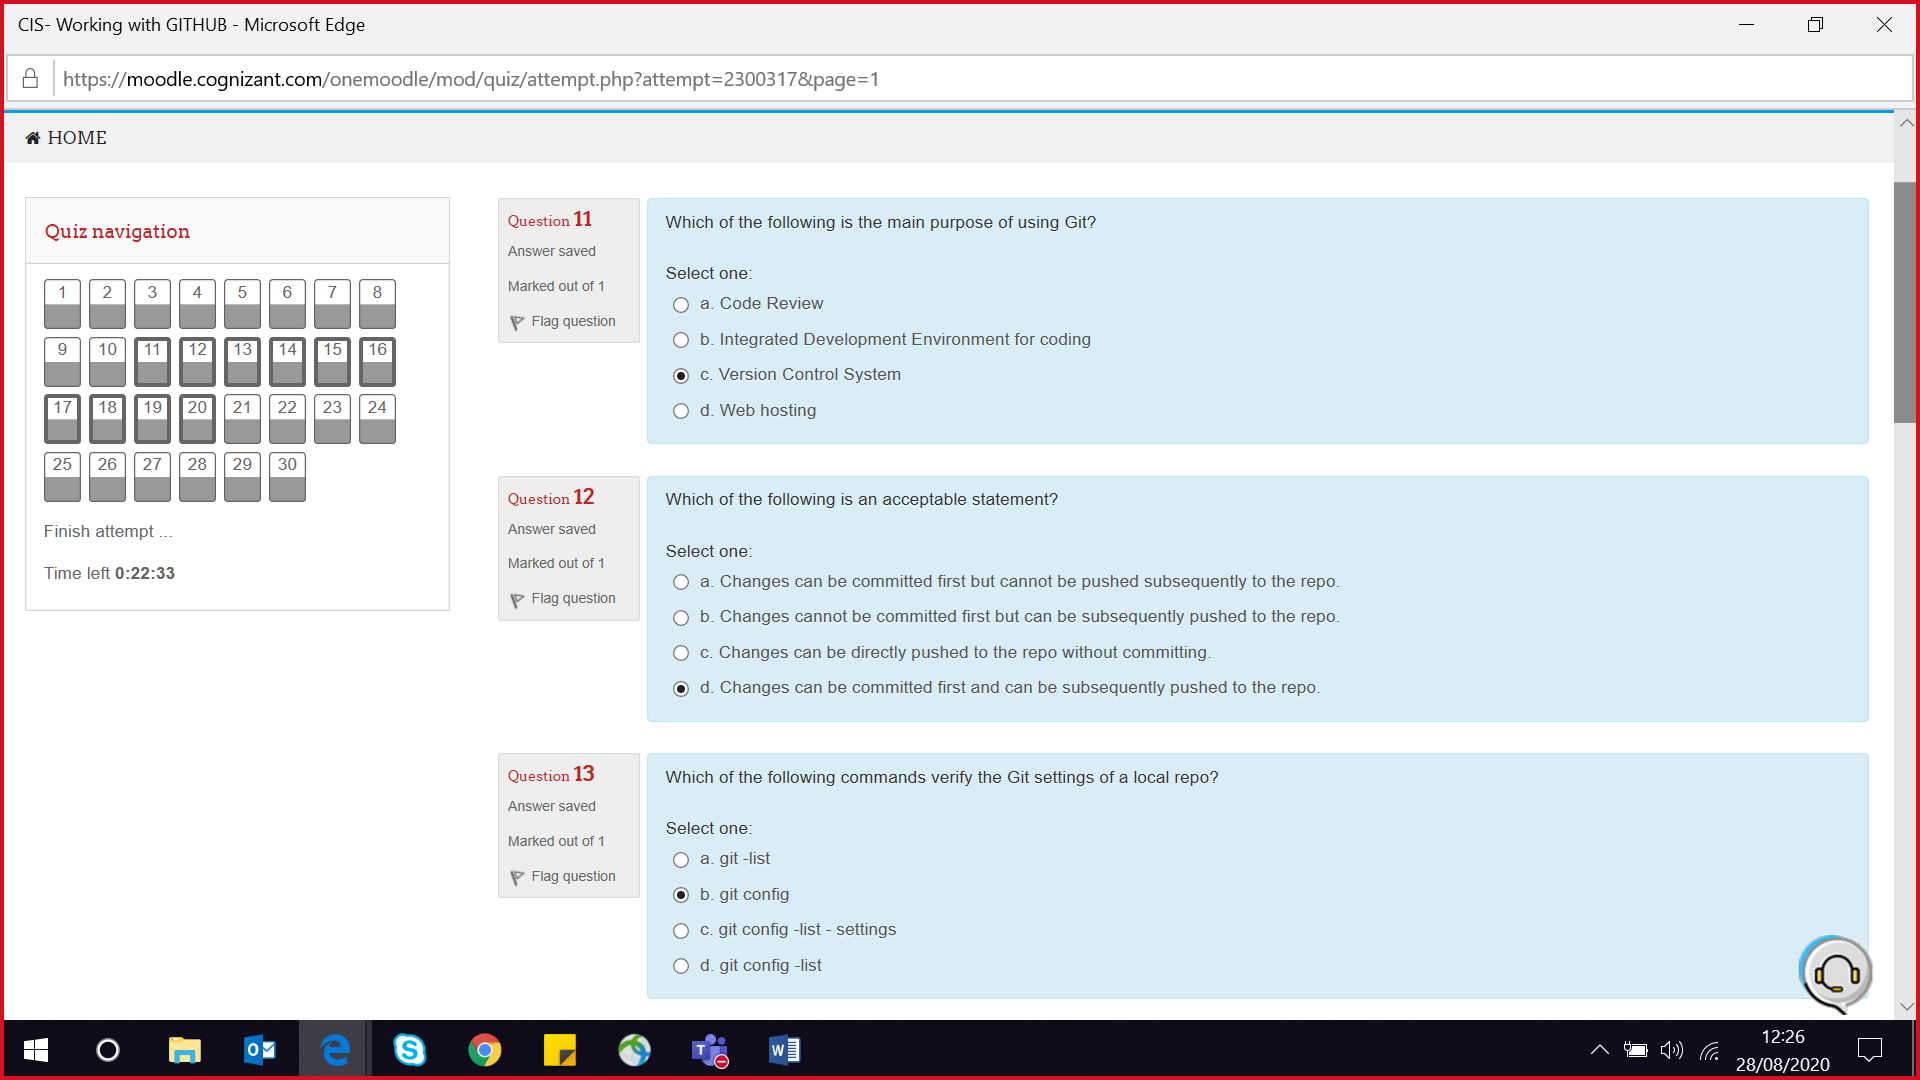 CIS- Working with GITHUB - Microsoft Edge
https://moodle.cognizant.com/onemoodle/mod/quiz/attempt.php?attempt=2300317&page=1
HOME
Quiz navigation
1 2 3 4 5 6 7 8
9 10 11 12 13 14 15 16
17 18 19 20 21 22 23 24
25 26 27 28 29 30
Finish attempt ...
Time left 0:22:33
Question 11
Answer saved
Marked out of 1
Flag question
Which of the following is the main purpose of using Git?
Select one:
a. Code Review
b. Integrated Development Environment for coding
c. Version Control System
d. Web hosting
Question 12
Answer saved
Marked out of 1
Flag question
Which of the following is an acceptable statement?
Select one:
a. Changes can be committed first but cannot be pushed subsequently to the repo.
b. Changes cannot be committed first but can be subsequently pushed to the repo.
c. Changes can be directly pushed to the repo without committing.
d. Changes can be committed first and can be subsequently pushed to the repo.
Question 13
Answer saved
Marked out of 1
Flag question
Which of the following commands verify the Git settings of a local repo?
Select one:
a. git -list
b. git config
c. git config -list - settings
d. git config -list
12:26
28/08/2020